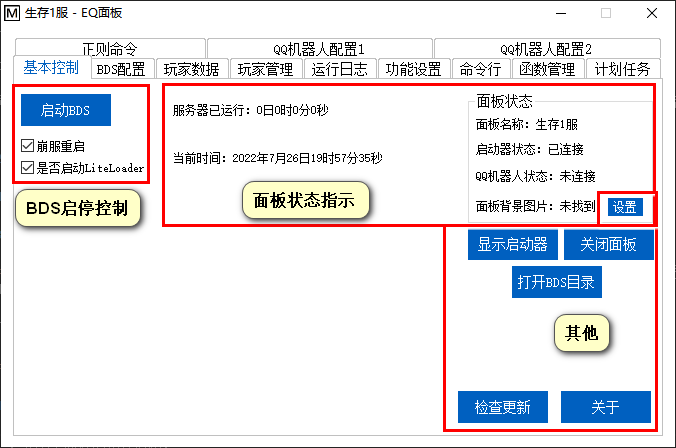 M 生存1服 - EQ面板
正则命令 QQ机器人配置1 QQ机器人配置2
基本控制 BDS配置 玩家数据 玩家管理 运行日志 功能设置 命令行 函数管理 计划任务
启动BDS
崩服重启
是否启动LiteLoader
BDS启停控制
服务器已运行：0日0时0分0秒
当前时间：2022年7月26日19时57分35秒
面板状态指示
面板状态
面板名称：生存1服
启动器状态：已连接
QQ机器人状态：未连接
面板背景图片：未找到 设置
显示启动器 关闭面板
打开BDS目录
其他
检查更新 关于